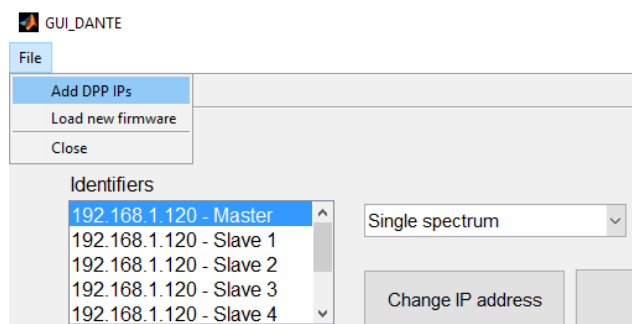 GUI_DANTE
File
Add DPP IPs
Load new firmware
Close
Identifiers
192.168.1.120 - Master
192.168.1.120 - Slave 1
192.168.1.120 - Slave 2
192.168.1.120 - Slave 3
192.168.1.120 - Slave 4
Single spectrum
Change IP address